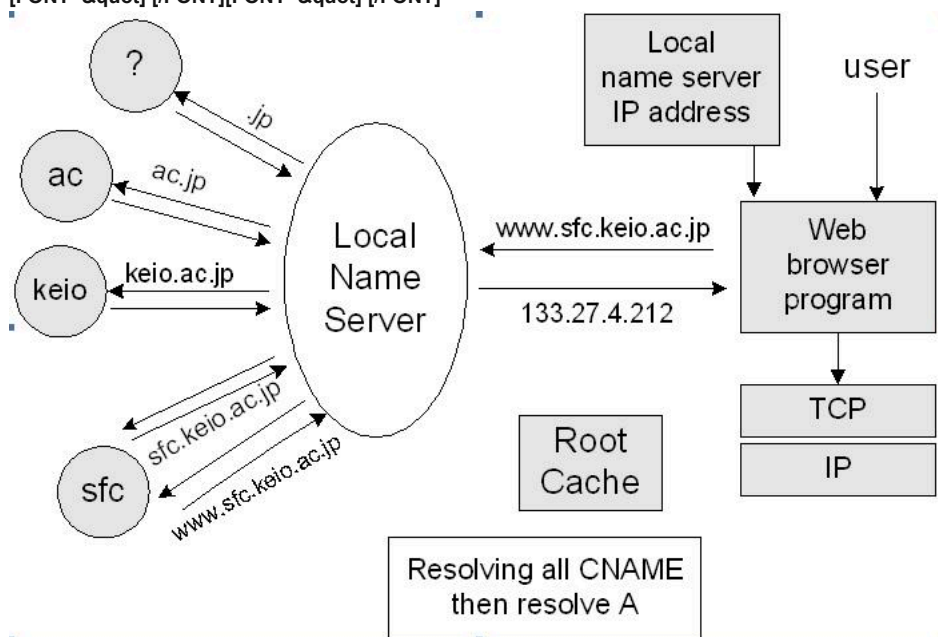 ?
.jp
ac
ac.jp
keio
keio.ac.jp
sfc
sfc.keio.ac.jp
www.sfc.keio.ac.jp
Local
Name
Server
www.sfc.keio.ac.jp
133.27.4.212
Local
name server
IP address
user
Web
browser
program
TCP
IP
Root
Cache
Resolving all CNAME
then resolve A